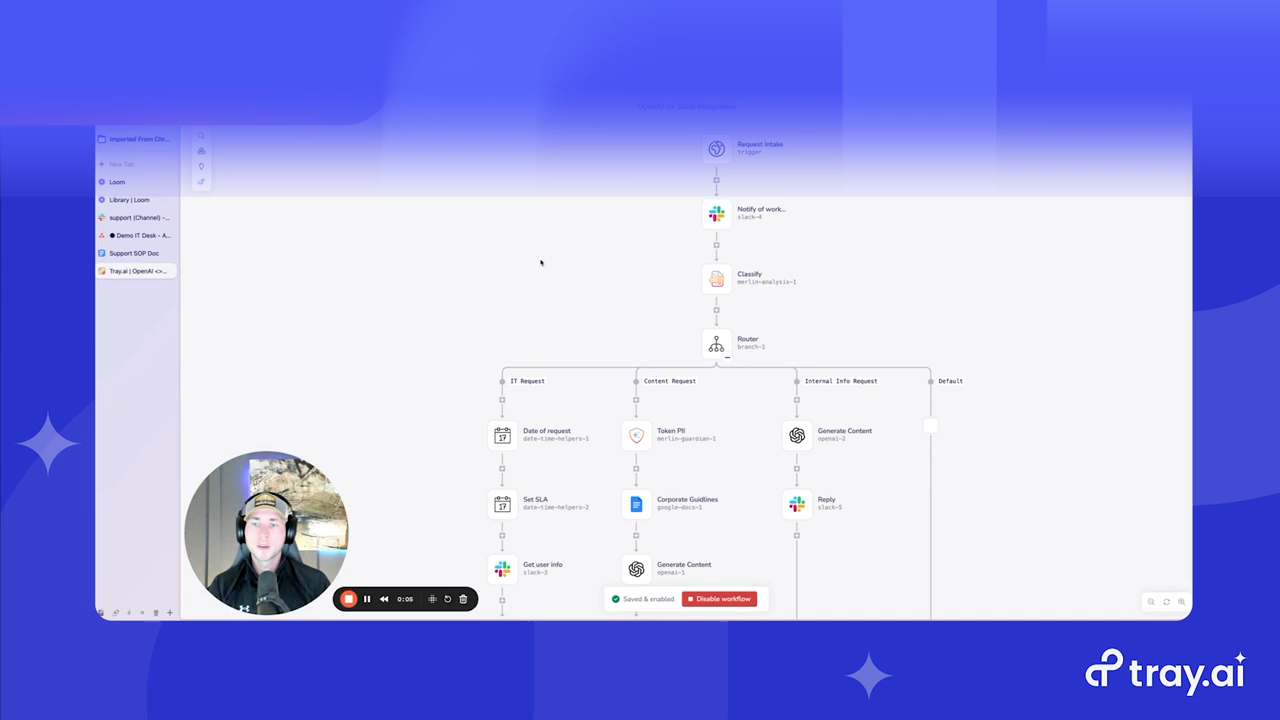 OpenAI <> Slack Integration
Imported From Chr...
New Tab
Loom
Library | Loom
support (Channel) -...
Demo IT Desk - A...
Support SOP Doc
Tray.ai | OpenAI <>...
Request Intake
trigger
Notify of work...
slack-4
Classify
merlin-analysis-1
Router
branch-1
IT Request
Content Request
Internal Info Request
Default
Date of request
date-time-helpers-1
Token PII
merlin-guardian-1
Generate Content
openai-2
Set SLA
date-time-helpers-2
Corporate Guidlines
google-docs-1
Reply
slack-5
Get user info
slack-3
Generate Content
openai-1
0:05
Saved & enabled
Disable workflow
tray.ai